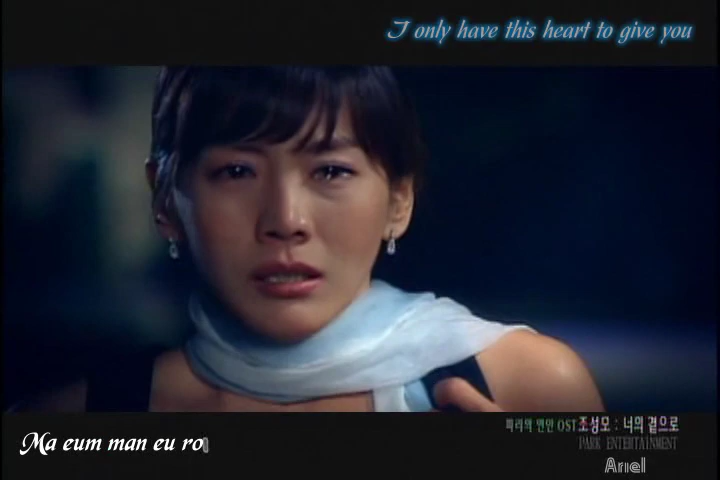 I only have this heart to give you
Ma eum man eu ro
파리의 연인 OST 조성모 : 너의 곁으로
PARK ENTERTAINMENT
Ariel